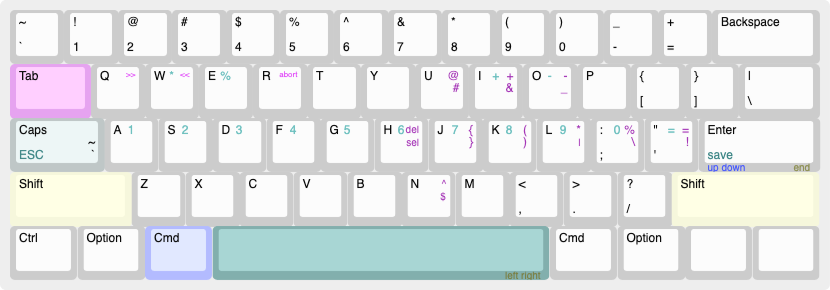 ~ ! @ # $ % ^ & * ( ) _ + Backspace
` 1 2 3 4 5 6 7 8 9 0 - =
Tab Q >> W * << E % R abort T Y U @ I + + O - - P { } |
# & _ [ ] \
Caps A 1 S 2 D 3 F 4 G 5 H 6 del J 7 { K 8 ( L 9 * : 0 % " = = Enter
~ sel } ) | \ !
ESC ` ; ' save
up down end
Shift Z X C V B N ^ M < > ? Shift
$
, . /
Ctrl Option Cmd Cmd Option
left right